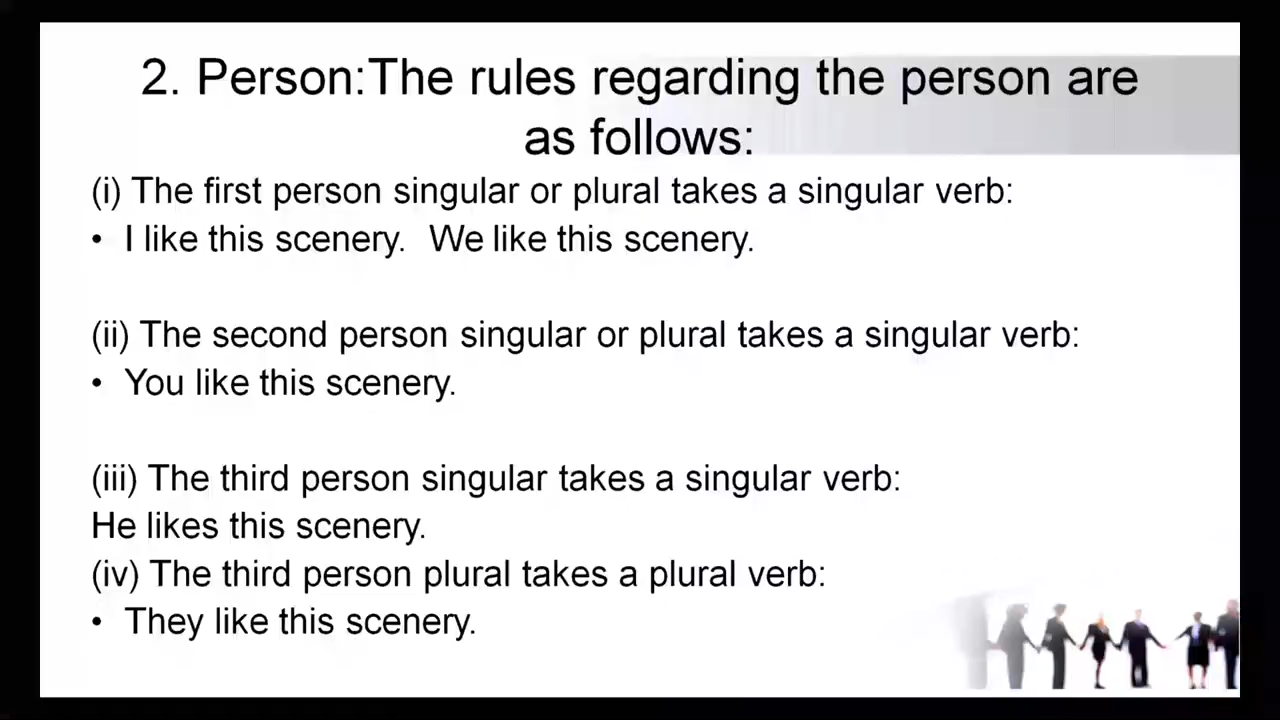 2. Person:The rules regarding the person are
as follows:
(i) The first person singular or plural takes a singular verb:
• I like this scenery.  We like this scenery.
(ii) The second person singular or plural takes a singular verb:
• You like this scenery.
(iii) The third person singular takes a singular verb:
He likes this scenery.
(iv) The third person plural takes a plural verb:
• They like this scenery.